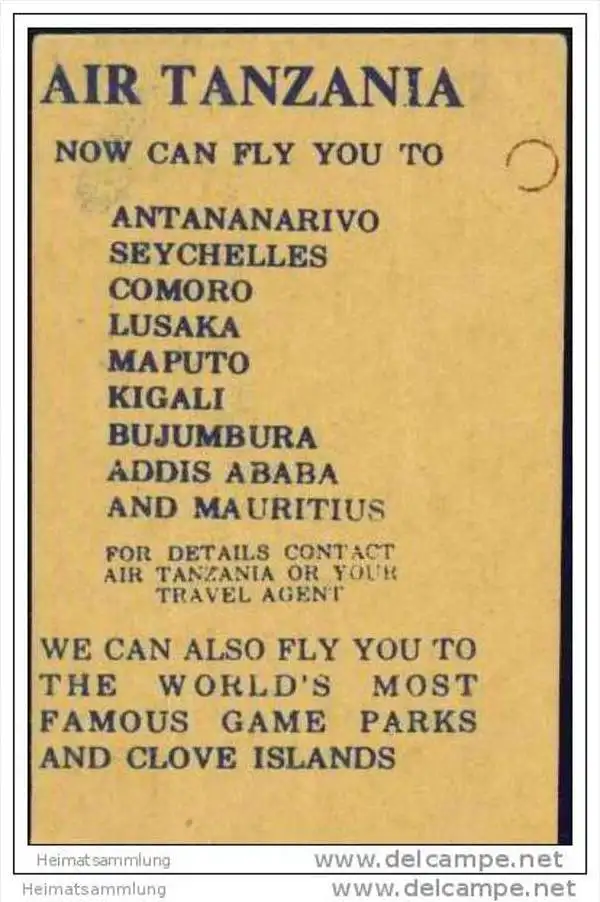 AIR TANZANIA
NOW CAN FLY YOU TO
ANTANANARIVO
SEYCHELLES
COMORO
LUSAKA
MAPUTO
KIGALI
BUJUMBURA
ADDIS ABABA
AND MAURITIUS
FOR DETAILS CONTACT
AIR TANZANIA OR YOUR
TRAVEL AGENT
WE CAN ALSO FLY YOU TO
THE WORLD'S MOST
FAMOUS GAME PARKS
AND CLOVE ISLANDS
Heimatsammlung www.delcampe.net
Heimatsammlung www.delcampe.net